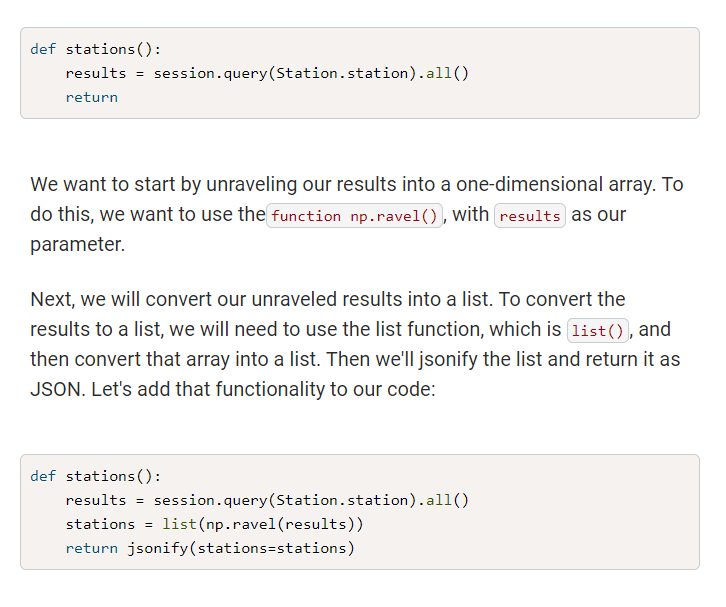 def stations():
    results = session.query(Station.station).all()
    return
We want to start by unraveling our results into a one-dimensional array. To
do this, we want to use the function np.ravel(), with results as our
parameter.
Next, we will convert our unraveled results into a list. To convert the
results to a list, we will need to use the list function, which is list(), and
then convert that array into a list. Then we'll jsonify the list and return it as
JSON. Let's add that functionality to our code:
def stations():
    results = session.query(Station.station).all()
    stations = list(np.ravel(results))
    return jsonify(stations=stations)